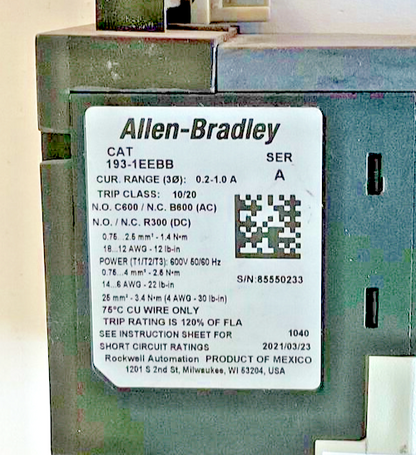 Allen-Bradley
CAT
193-1EEBB
SER
A
CUR. RANGE (3Ø): 0.2-1.0 A
TRIP CLASS: 10/20
N.O. C600 / N.C. B600 (AC)
N.O. / N.C. R300 (DC)
0.75...2.5 mm² - 1.4 N•m
18...12 AWG - 12 lb-in
POWER (T1/T2/T3): 600V 50/60 Hz
0.75...4 mm² - 2.5 N•m
14...6 AWG - 22 lb-in
S/N:85550233
25 mm² - 3.4 N•m (4 AWG - 30 lb-in)
75°C CU WIRE ONLY
TRIP RATING IS 120% OF FLA
SEE INSTRUCTION SHEET FOR 1040
SHORT CIRCUIT RATINGS 2021/03/23
Rockwell Automation PRODUCT OF MEXICO
1201 S 2nd St, Milwaukee, WI 53204, USA